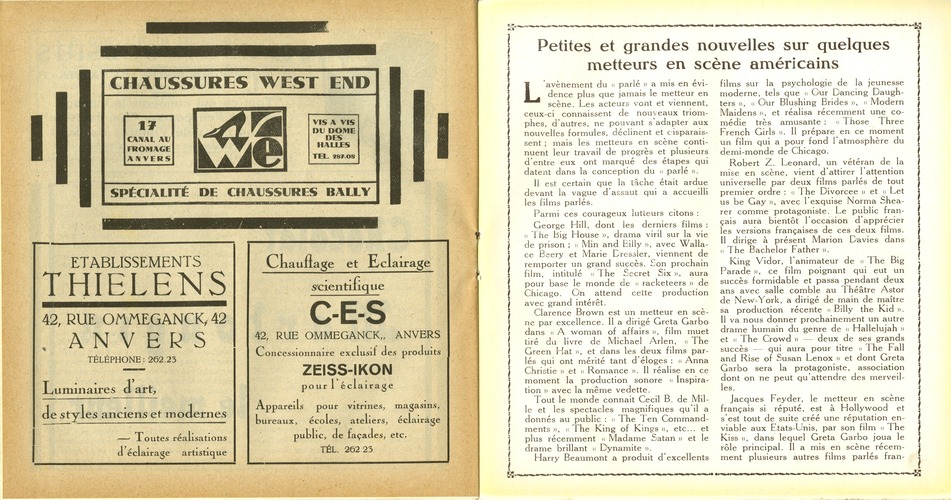 CHAUSSURES WEST END
17
CANAL AU
FROMAGE
ANVERS
We
VIS A VIS
DU DOME
DES
HALLES
TEL. 257.05
SPÉCIALITÉ DE CHAUSSURES BALLY
ETABLISSEMENTS
THIELENS
42, RUE OMMEGANCK, 42
ANVERS
TÉLÉPHONE: 262 23
Luminaires d'art,
de styles anciens et modernes
— Toutes réalisations
d'éclairage artistique
Chauffage et Eclairage
scientifique
C-E-S
42, RUE OMMEGANCK,, ANVERS
Concessionnaire exclusif des produits
ZEISS-IKON
pour l'éclairage
Appareils pour vitrines, magasins,
bureaux, écoles, ateliers, éclairage
public, de façades, etc.
TÉL. 262 23
Petites et grandes nouvelles sur quelques
metteurs en scène américains
L'avènement du « parlé » a mis en évi-
dence plus que jamais le metteur en
scène. Les acteurs vont et viennent,
ceux-ci connaissent de nouveaux triom-
phes, d'autres, ne pouvant s'adapter aux
nouvelles formules, déclinent et disparais-
sent ; mais les metteurs en scène conti-
nuent leur travail de progrès et plusieurs
d'entre eux ont marqué des étapes qui
datent dans la conception du « parlé ».
Il est certain que la tâche était ardue
devant la vague d'assaut qui a accueilli
les films parlés.
Parmi ces courageux lutteurs citons :
George Hill, dont les derniers films :
« The Big House », drama viril sur la vie
de prison ; « Min and Billy », avec Walla-
ce Beery et Marie Dressler, viennent de
remporter un grand succès. Son prochain
film, intitulé « The Secret Six », aura
pour base le monde « racketeers » de
Chicago. On attend cette production
avec grand intérêt.
Clarence Brown est un metteur en scè-
ne par excellence. Il a dirigé Greta Garbo
dans « A woman of affairs », film muet
tiré du livre de Michael Arlen, « The
Green Hat », et dans les deux films par-
lés qui ont mérité tant d'éloges : « Anna
Christie » et « Romance ». Il réalise en ce
moment la production sonore « Inspira-
tion » avec la même vedette.
Tout le monde connait Cecil B. de Mil-
le et les spectacles magnifiques qu'il a
donnés au public : « The Ten Command-
ments », « The King of Kings », etc... et
plus récemment « Madame Satan » et le
drame brillant « Dynamite ».
Harry Beaumont a produit d'excellents
films sur la psychologie de la jeunesse
moderne, tels que « Our Dancing Daugh-
ters », « Our Blushing Brides », « Modern
Maidens », et réalisa récemment une co-
médie très amusante : « Those Three
French Girls ». Il prépare en ce moment
un film qui a pour fond l'atmosphère du
demi-monde de Chicago.
Robert Z. Leonard, un vétéran de la
mise en scène, vient d'attirer l'attention
universelle par deux films parlés de tout
premier ordre : « The Divorcee » et « Let
us be Gay », avec l'exquise Norma Shea-
rer comme protagoniste. Le public fran-
çais aura bientôt l'occasion d'apprécier
les versions françaises de ces deux films.
Il dirige à présent Marion Davies dans
« The Bachelor Father ».
King Vidor, l'animateur de « The Big
Parade », ce film poignant qui eut un
succès formidable et passa pendant deux
ans avec salle comble au Théâtre Astor
de New-York, a dirigé de main de maître
sa production récente « Billy the Kid ».
Il va nous donner prochainement un autre
drame humain du genre de « Hallelujah »
et « The Crowd » — deux de ses grands
succès — qui aura pour titre « The Fall
and Rise of Susan Lenox » et dont Greta
Garbo sera la protagoniste, association
dont on ne peut qu'attendre des merveil-
les.
Jacques Feyder, le metteur en scène
français si réputé, est à Hollywood et
s'est tout de suite créé une réputation en-
viable aux Etats-Unis, par son film « The
Kiss », dans lequel Greta Garbo joua le
rôle principal. Il a mis en scène récem-
ment plusieurs autres films parlés fran-